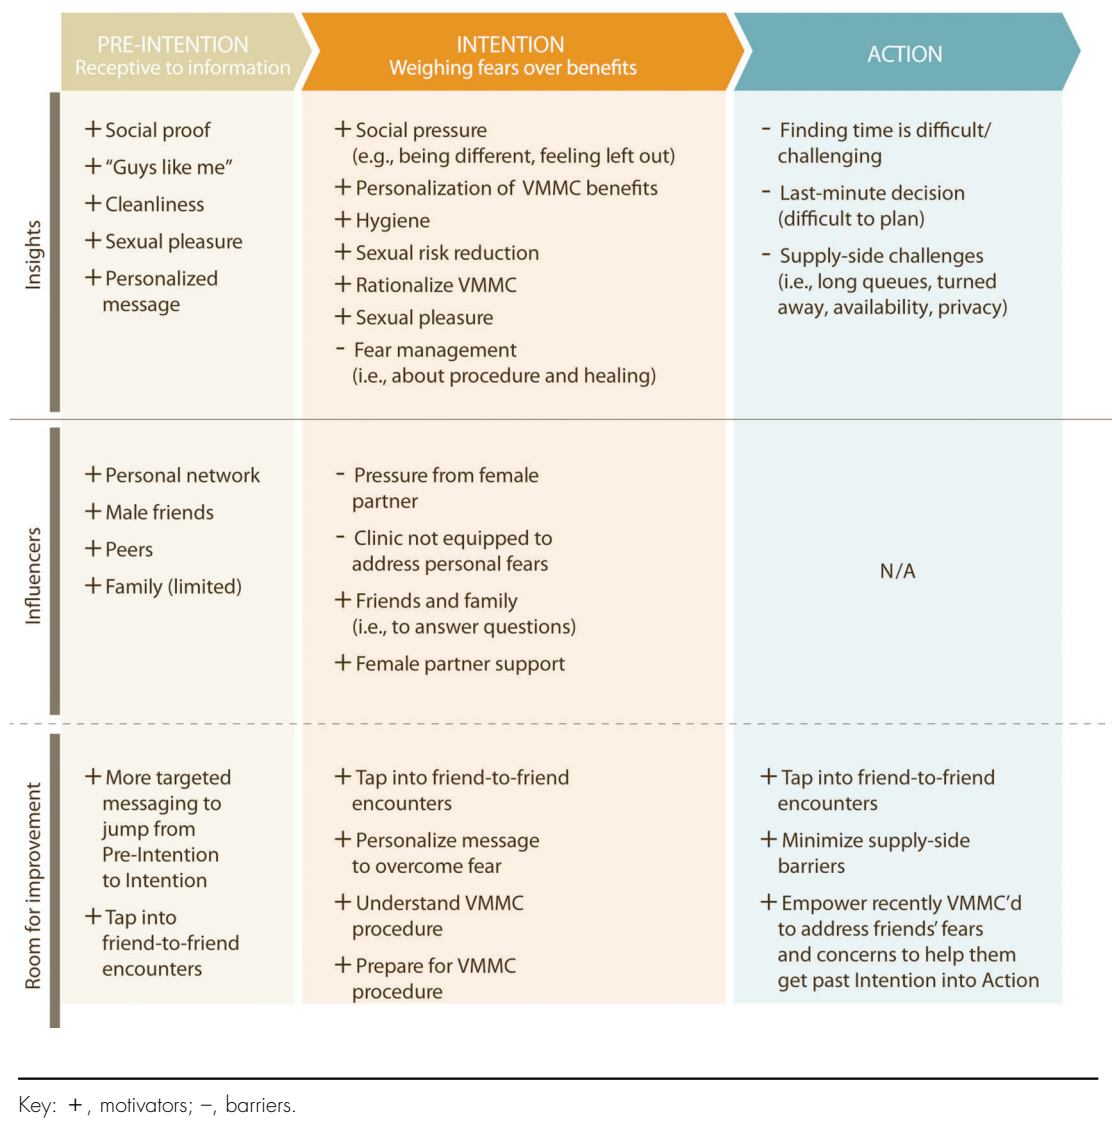 PRE-INTENTION
Receptive to information
INTENTION
Weighing fears over benefits
ACTION
Insights
+ Social proof
+ “Guys like me”
+ Cleanliness
+ Sexual pleasure
+ Personalized
message
+ Social pressure
(e.g., being different, feeling left out)
+ Personalization of VMMC benefits
+ Hygiene
+ Sexual risk reduction
+ Rationalize VMMC
+ Sexual pleasure
- Fear management
(i.e., about procedure and healing)
- Finding time is difficult/
challenging
- Last-minute decision
(difficult to plan)
- Supply-side challenges
(i.e., long queues, turned
away, availability, privacy)
Influencers
+ Personal network
+ Male friends
+ Peers
+ Family (limited)
- Pressure from female
partner
- Clinic not equipped to
address personal fears
+ Friends and family
(i.e., to answer questions)
+ Female partner support
N/A
Room for improvement
+ More targeted
messaging to
jump from
Pre-Intention
to Intention
+ Tap into
friend-to-friend
encounters
+ Tap into friend-to-friend
encounters
+ Personalize message
to overcome fear
+ Understand VMMC
procedure
+ Prepare for VMMC
procedure
+ Tap into friend-to-friend
encounters
+ Minimize supply-side
barriers
+ Empower recently VMMC’d
to address friends’ fears
and concerns to help them
get past Intention into Action
Key: +, motivators; –, barriers.